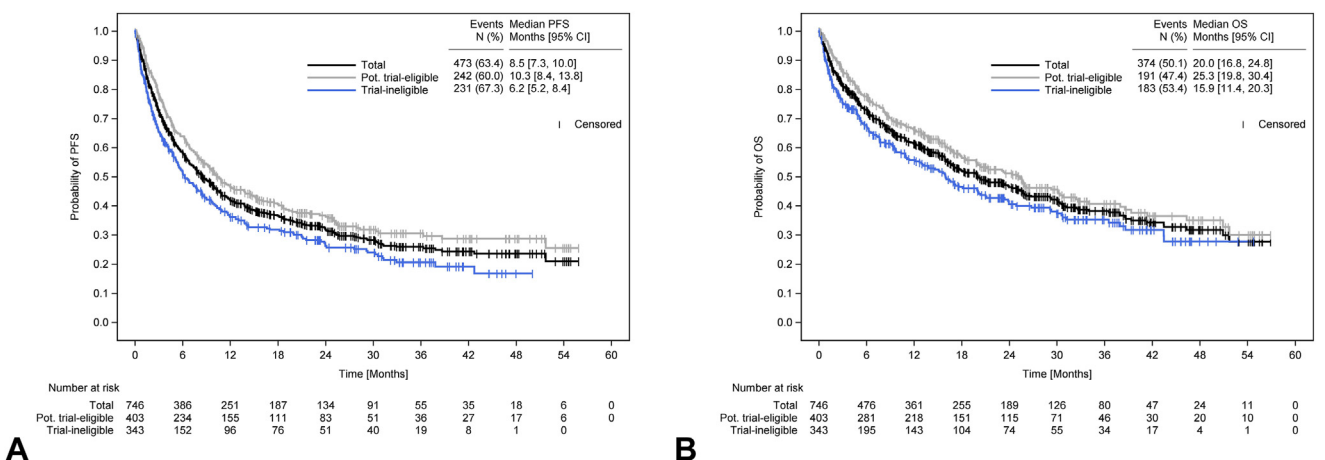 Events Median PFS
N (%) Months [95% CI]
Total 473 (63.4) 8.5 [7.3, 10.0]
Pot. trial-eligible 242 (60.0) 10.3 [8.4, 13.8]
Trial-ineligible 231 (67.3) 6.2 [5.2, 8.4]
Censored
Probability of PFS
1.0
0.9
0.8
0.7
0.6
0.5
0.4
0.3
0.2
0.1
0.0
0 6 12 18 24 30 36 42 48 54 60
Time [Months]
Number at risk
Total 746 386 251 187 134 91 55 35 18 6 0
Pot. trial-eligible 403 234 155 111 83 51 36 27 17 6 0
Trial-ineligible 343 152 96 76 51 40 19 8 1 0
A
Events Median OS
N (%) Months [95% CI]
Total 374 (50.1) 20.0 [16.8, 24.8]
Pot. trial-eligible 191 (47.4) 25.3 [19.8, 30.4]
Trial-ineligible 183 (53.4) 15.9 [11.4, 20.3]
Censored
Probability of OS
1.0
0.9
0.8
0.7
0.6
0.5
0.4
0.3
0.2
0.1
0.0
0 6 12 18 24 30 36 42 48 54 60
Time [Months]
Number at risk
Total 746 476 361 255 189 126 80 47 24 11 0
Pot. trial-eligible 403 281 218 151 115 71 46 30 20 10 0
Trial-ineligible 343 195 143 104 74 55 34 17 4 1 0
B